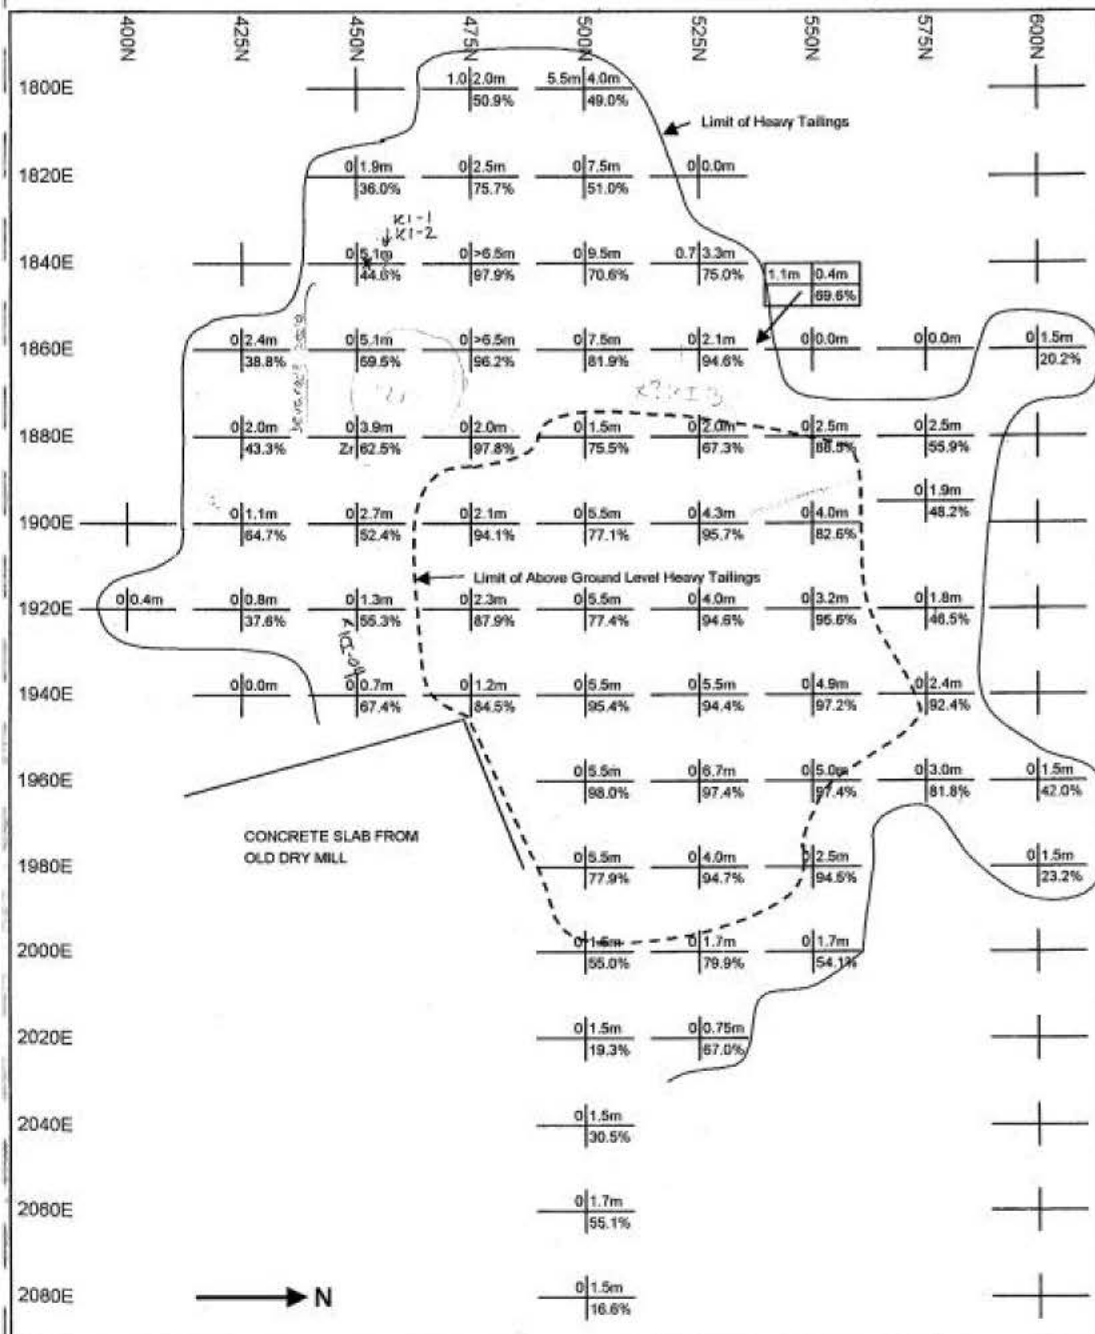 400N 425N 450N 475N 500N 525N 550N 575N 600N
1800E 1.0 2.0m 5.5m 4.0m
50.9% 49.0%
Limit of Heavy Tailings
1820E 0 1.9m 0 2.5m 0 7.5m 0 0.0m
36.0% 75.7% 51.0%
KI-1
KI-2
1840E 0 5.1m 0 >6.5m 0 9.5m 0.7 3.3m 1.1m 0.4m
44.6% 97.9% 70.6% 75.0% 69.6%
1860E 0 2.4m 0 5.1m 0 >6.5m 0 7.5m 0 2.1m 0 0.0m 0 0.0m 0 1.5m
38.8% 69.5% 96.2% 81.9% 94.6% 20.2%
1880E 0 2.0m 0 3.9m 0 2.0m 0 1.5m 0 2.0m 0 2.5m 0 2.5m
43.3% Zr 62.5% 97.8% 75.5% 67.3% 86.5% 55.9%
0 1.9m
48.2%
1900E 0 1.1m 0 2.7m 0 2.1m 0 5.5m 0 4.3m 0 4.0m
64.7% 52.4% 94.1% 77.1% 95.7% 82.6%
Limit of Above Ground Level Heavy Tailings
1920E 0 0.4m 0 0.8m 0 1.3m 0 2.3m 0 5.5m 0 4.0m 0 3.2m 0 1.8m
37.6% 55.3% 87.9% 77.4% 94.6% 95.6% 46.5%
KI-04
1940E 0 0.0m 0 0.7m 0 1.2m 0 5.5m 0 5.5m 0 4.9m 0 2.4m
67.4% 84.5% 95.4% 94.4% 97.2% 92.4%
1960E 0 5.5m 0 6.7m 0 5.0m 0 3.0m 0 1.5m
98.0% 97.4% 97.4% 81.8% 42.0%
CONCRETE SLAB FROM
OLD DRY MILL
1980E 0 5.5m 0 4.0m 0 2.5m 0 1.5m
77.9% 94.7% 94.5% 23.2%
2000E 0 1.5m 0 1.7m 0 1.7m
55.0% 79.9% 54.1%
2020E 0 1.5m 0 0.75m
19.3% 67.0%
2040E 0 1.5m
30.5%
2060E 0 1.7m
55.1%
2080E N 0 1.5m
16.6%